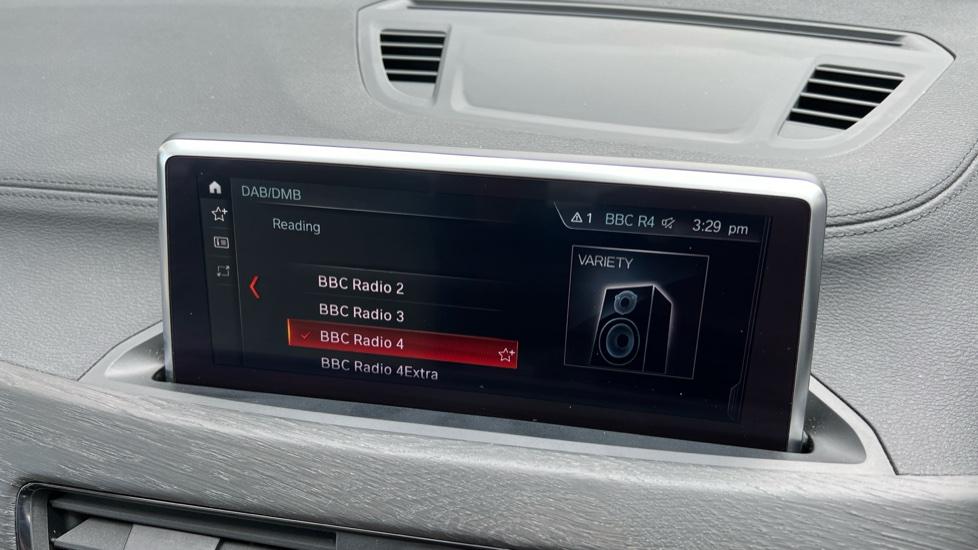 DAB/DMB
1 BBC R4 3:29 pm
Reading
VARIETY
BBC Radio 2
BBC Radio 3
BBC Radio 4
BBC Radio 4Extra